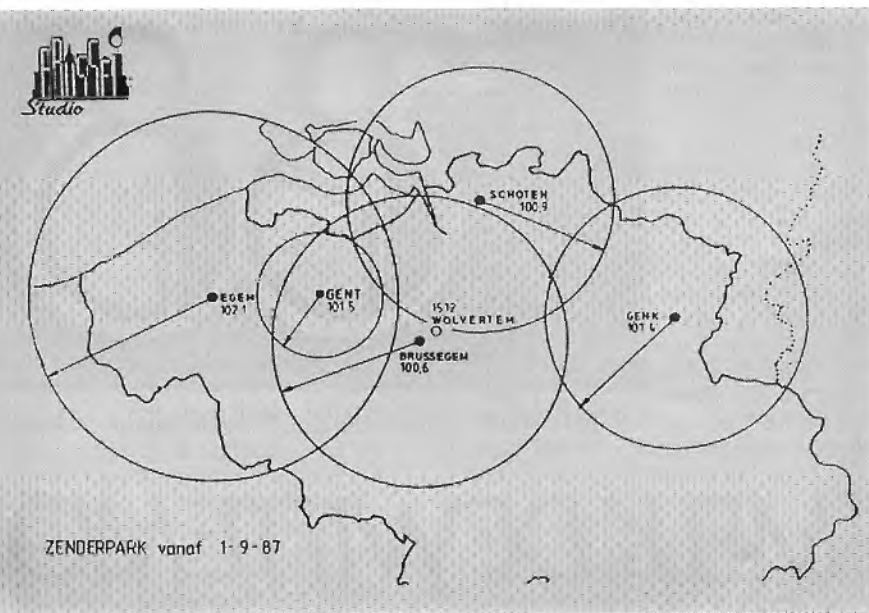 Studio
SCHOTEN
100,9
EGEM
102.1
GENT
101.5
1512
WOLVERTEM
BRUSSEGEM
100,6
GENK
101.4
ZENDERPARK vanaf 1-9-87